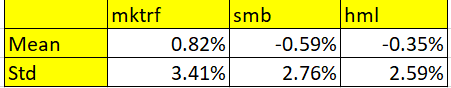 mktrf smb hml
Mean 0.82% -0.59% -0.35%
Std 3.41% 2.76% 2.59%